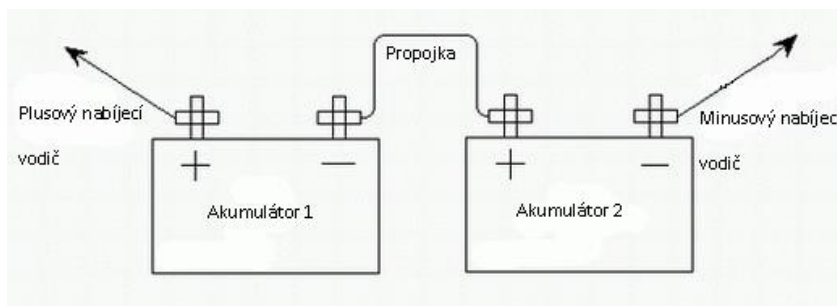 Propojka
Plusový nabíjecí
vodič
Minusový nabíjec
vodič
+
—
+
—
Akumulátor 1
Akumulátor 2